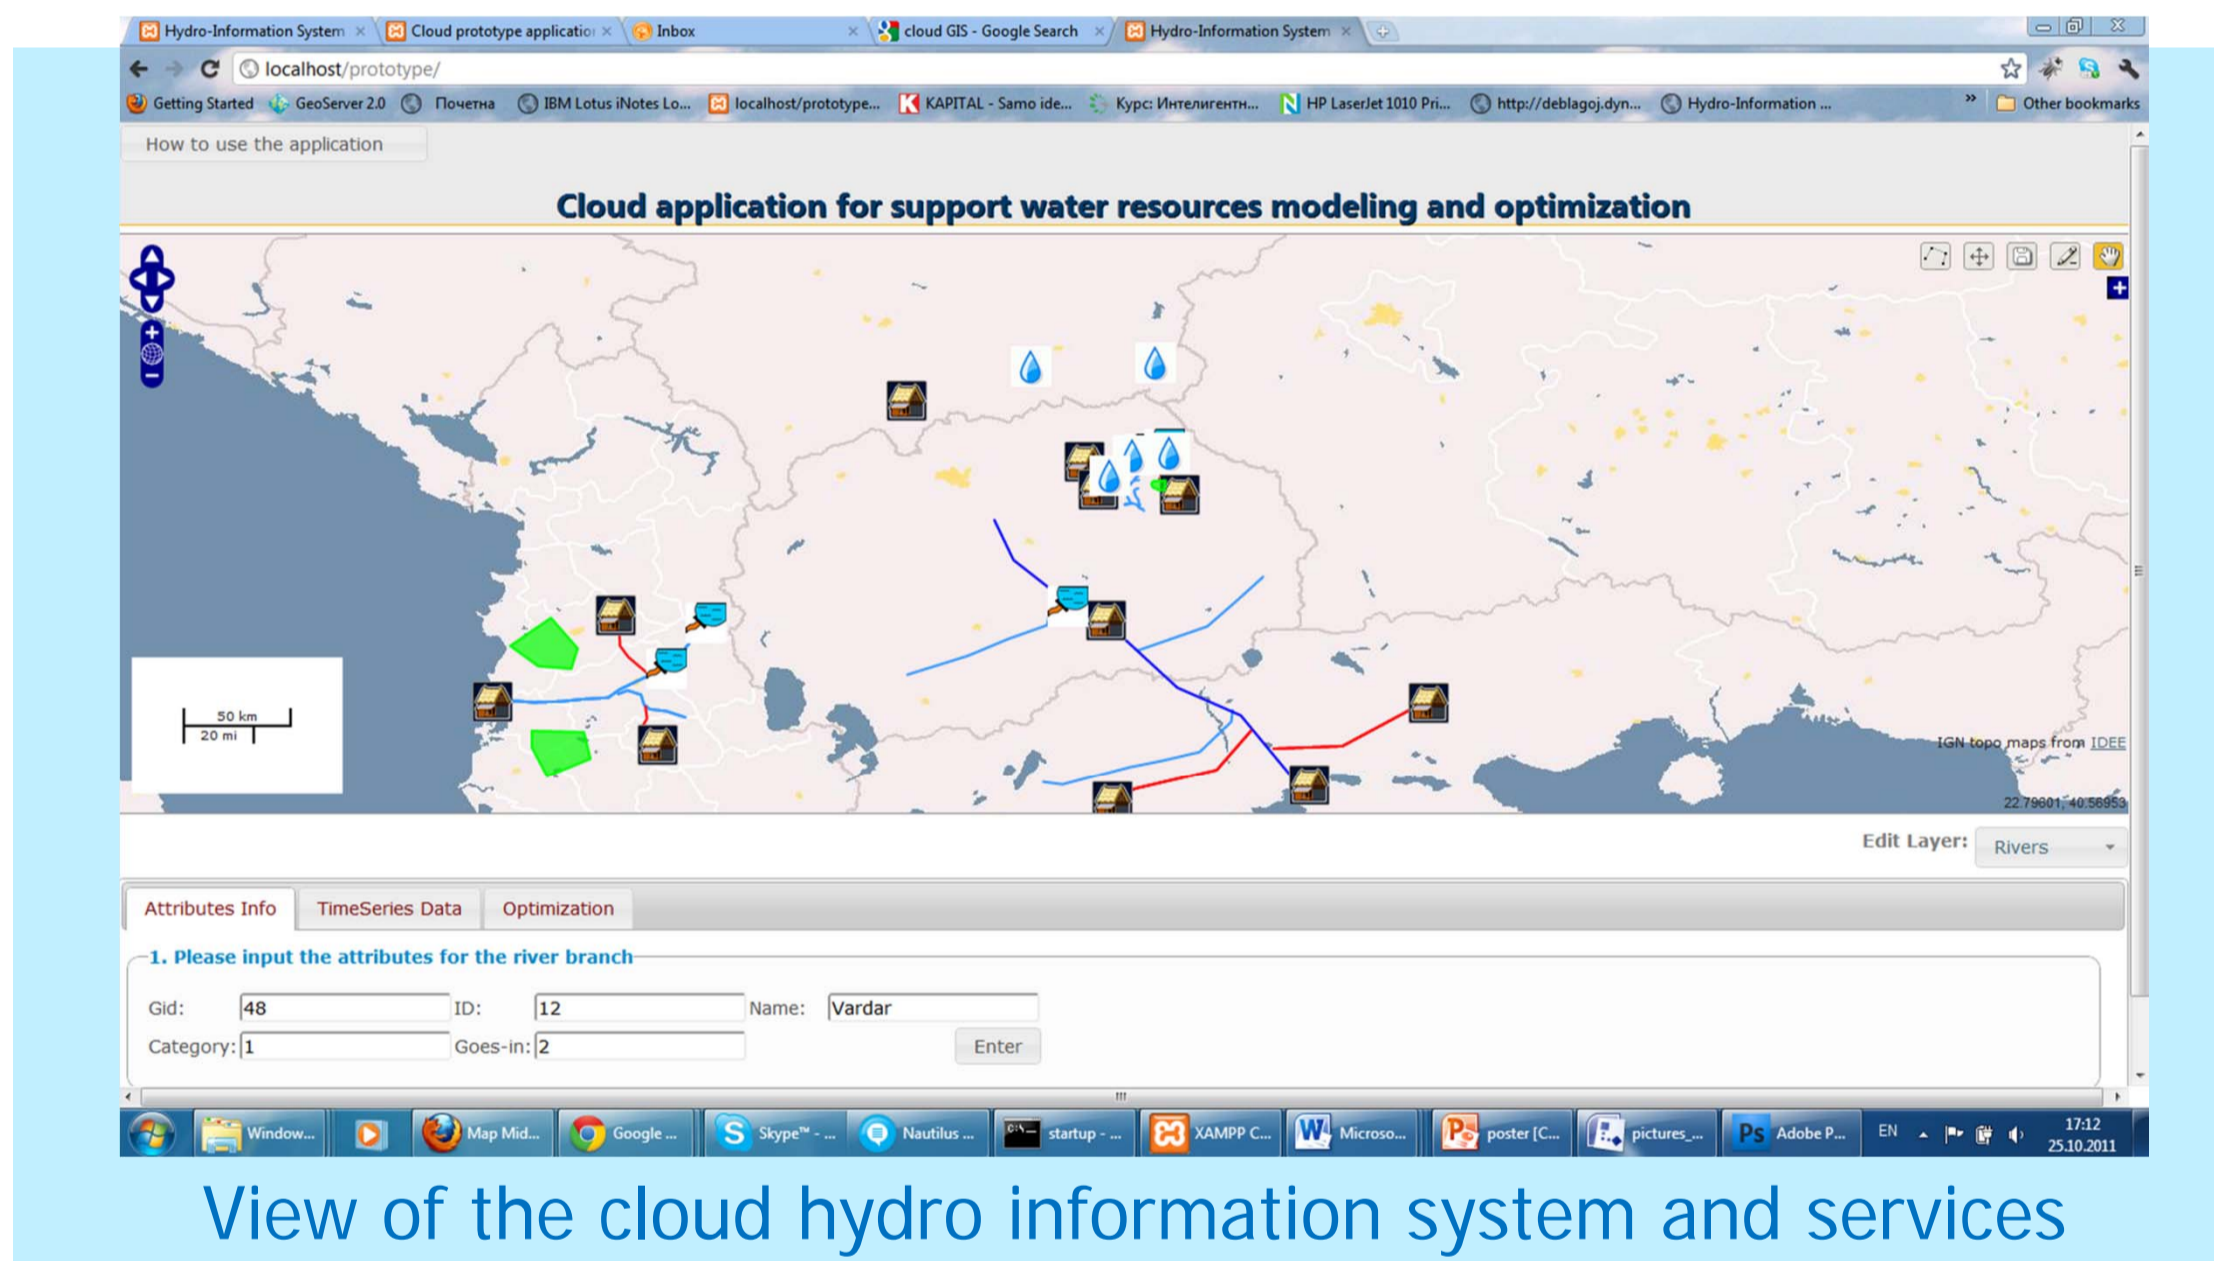 Hydro-Information System
Cloud prototype applicatio
Inbox
cloud GIS - Google Search
Hydro-Information System
localhost/prototype/
Getting Started
GeoServer 2.0
Почетна
IBM Lotus iNotes Lo...
localhost/prototype...
KAPITAL - Samo ide...
Курс: Интелигентн...
HP LaserJet 1010 Pri...
http://deblagoj.dyn...
Hydro-Information ...
»
Other bookmarks
How to use the application
Cloud application for support water resources modeling and optimization
50 km
20 mi
IGN topo maps from IDEE
22.79601, 40.56953
Edit Layer: Rivers
Attributes Info
TimeSeries Data
Optimization
1. Please input the attributes for the river branch
Gid: 48 ID: 12 Name: Vardar
Category: 1 Goes-in: 2 Enter
Window...
Map Mid...
Google ...
Skype™ - ...
Nautilus ...
startup - ...
XAMPP C...
Microso...
poster [C...
pictures_...
Ps Adobe P...
EN
17:12
25.10.2011
View of the cloud hydro information system and services